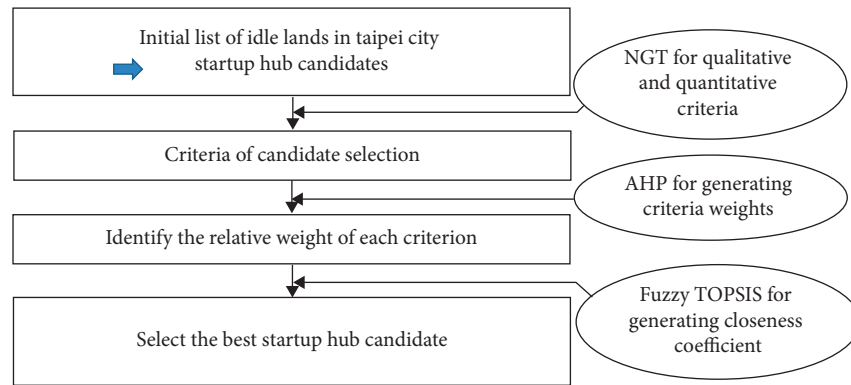 Initial list of idle lands in taipei city
startup hub candidates
NGT for qualitative
and quantitative
criteria
Criteria of candidate selection
AHP for generating
criteria weights
Identify the relative weight of each criterion
Fuzzy TOPSIS for
generating closeness
coefficient
Select the best startup hub candidate